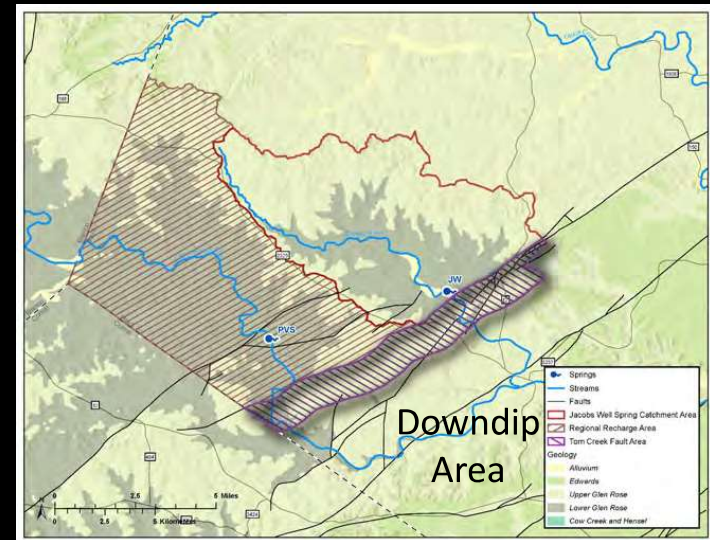 JW
PVS
Downdip
Area
Springs
Streams
Faults
Jacobs Well Spring Catchment Area
Regional Recharge Area
Tom Creek Fault Area
Geology
Alluvium
Edwards
Upper Glen Rose
Lower Glen Rose
Cow Creek and Hensel
0 2.5 5 Miles
0 2.5 5 Kilometers